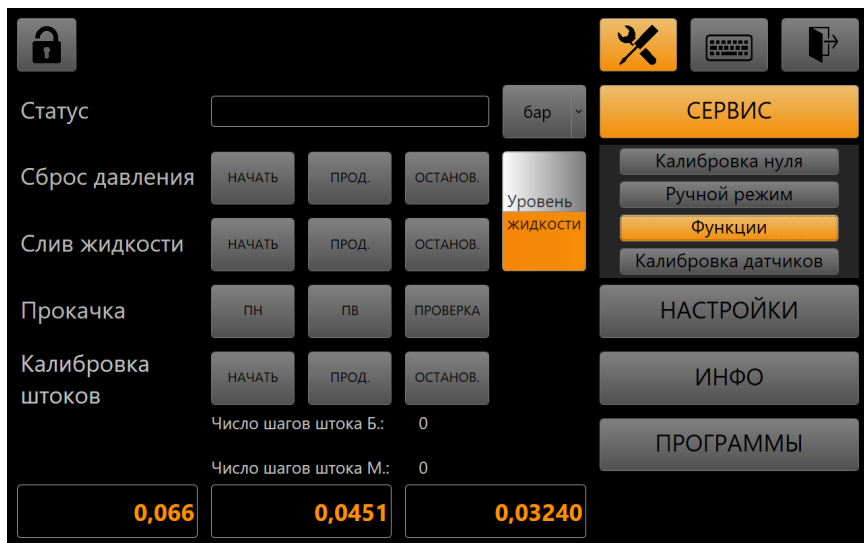 Статус
бар
СЕРВИС
Сброс давления
НАЧАТЬ
ПРОД.
ОСТАНОВ.
Уровень
жидкости
Калибровка нуля
Ручной режим
Функции
Калибровка датчиков
Слив жидкости
НАЧАТЬ
ПРОД.
ОСТАНОВ.
Прокачка
ПН
ПВ
ПРОВЕРКА
НАСТРОЙКИ
Калибровка
штоков
НАЧАТЬ
ПРОД.
ОСТАНОВ.
ИНФО
Число шагов штока Б.: 0
Число шагов штока М.: 0
ПРОГРАММЫ
0,066
0,0451
0,03240